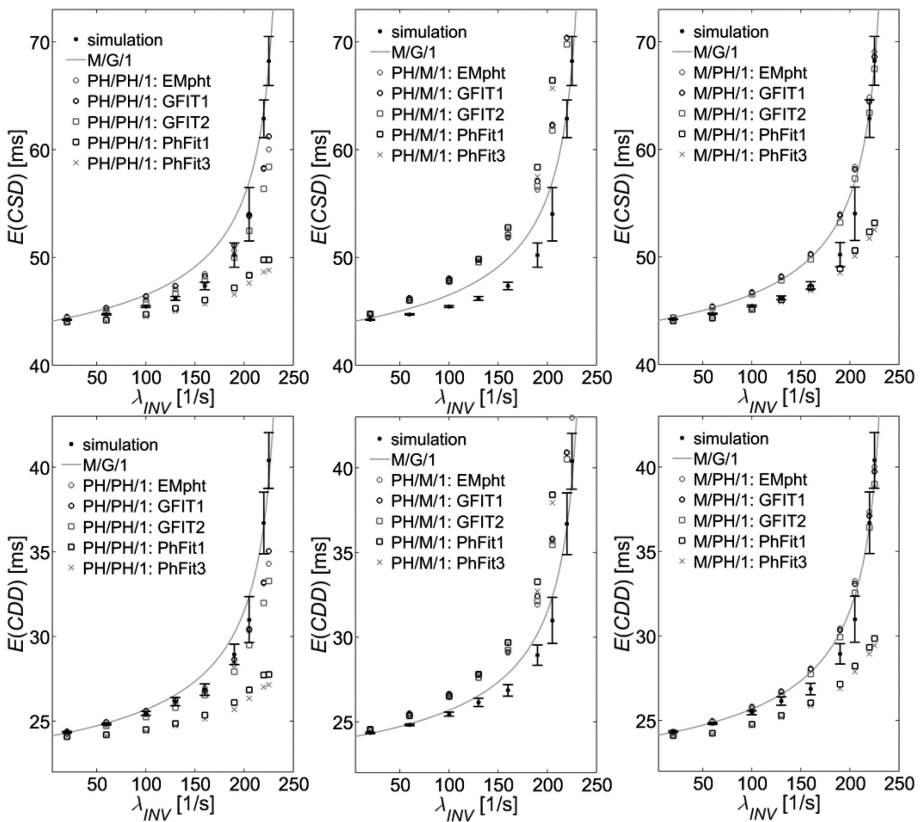 70
60
50
40
E(CSD) [ms]
simulation
M/G/1
PH/PH/1: EMpht
PH/PH/1: GFIT1
PH/PH/1: GFIT2
PH/PH/1: PhFit1
PH/PH/1: PhFit3
50 100 150 200 250
λINV [1/s]
70
60
50
40
E(CSD) [ms]
simulation
M/G/1
PH/M/1: EMpht
PH/M/1: GFIT1
PH/M/1: GFIT2
PH/M/1: PhFit1
PH/M/1: PhFit3
50 100 150 200 250
λINV [1/s]
70
60
50
40
E(CSD) [ms]
simulation
M/G/1
M/PH/1: EMpht
M/PH/1: GFIT1
M/PH/1: GFIT2
M/PH/1: PhFit1
M/PH/1: PhFit3
50 100 150 200 250
λINV [1/s]
40
35
30
25
E(CDD) [ms]
simulation
M/G/1
PH/PH/1: EMpht
PH/PH/1: GFIT1
PH/PH/1: GFIT2
PH/PH/1: PhFit1
PH/PH/1: PhFit3
50 100 150 200 250
λINV [1/s]
40
35
30
25
E(CDD) [ms]
simulation
M/G/1
PH/M/1: EMpht
PH/M/1: GFIT1
PH/M/1: GFIT2
PH/M/1: PhFit1
PH/M/1: PhFit3
50 100 150 200 250
λINV [1/s]
40
35
30
25
E(CDD) [ms]
simulation
M/G/1
M/PH/1: EMpht
M/PH/1: GFIT1
M/PH/1: GFIT2
M/PH/1: PhFit1
M/PH/1: PhFit3
50 100 150 200 250
λINV [1/s]